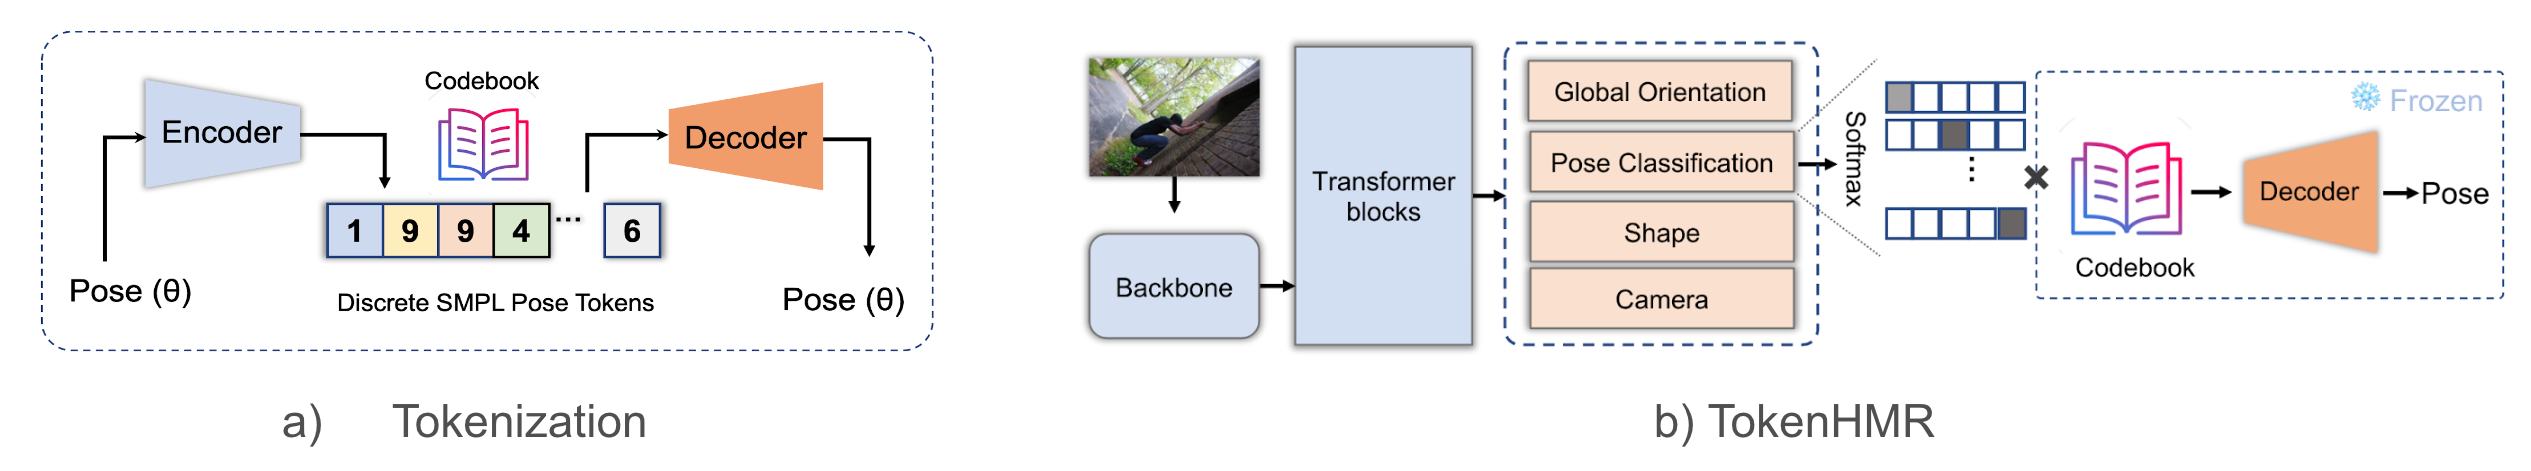 Codebook
Encoder
Decoder
1 9 9 4 ... 6
Pose (θ)
Discrete SMPL Pose Tokens
Pose (θ)
a) Tokenization
Backbone
Transformer
blocks
Global Orientation
Pose Classification
Shape
Camera
Softmax
...
Frozen
Codebook
Decoder
Pose
b) TokenHMR